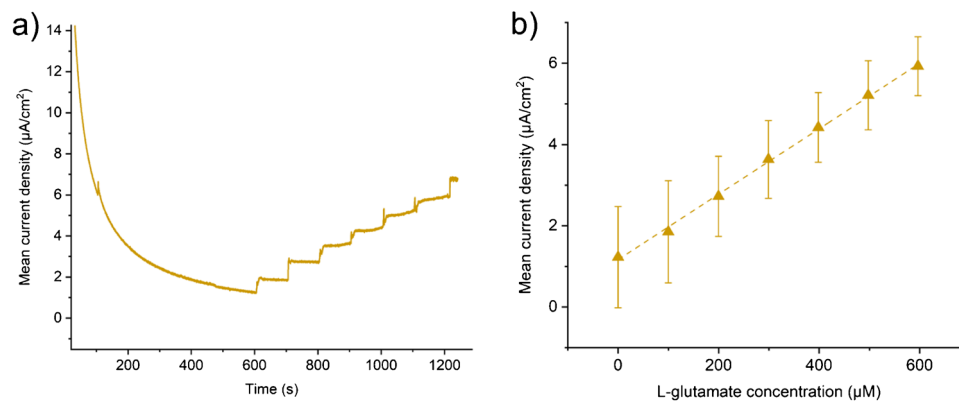 a)
Mean current density (µA/cm²)
14
12
10
8
6
4
2
0
200 400 600 800 1000 1200
Time (s)
b)
Mean current density (µA/cm²)
6
4
2
0
0 200 400 600
L-glutamate concentration (µM)